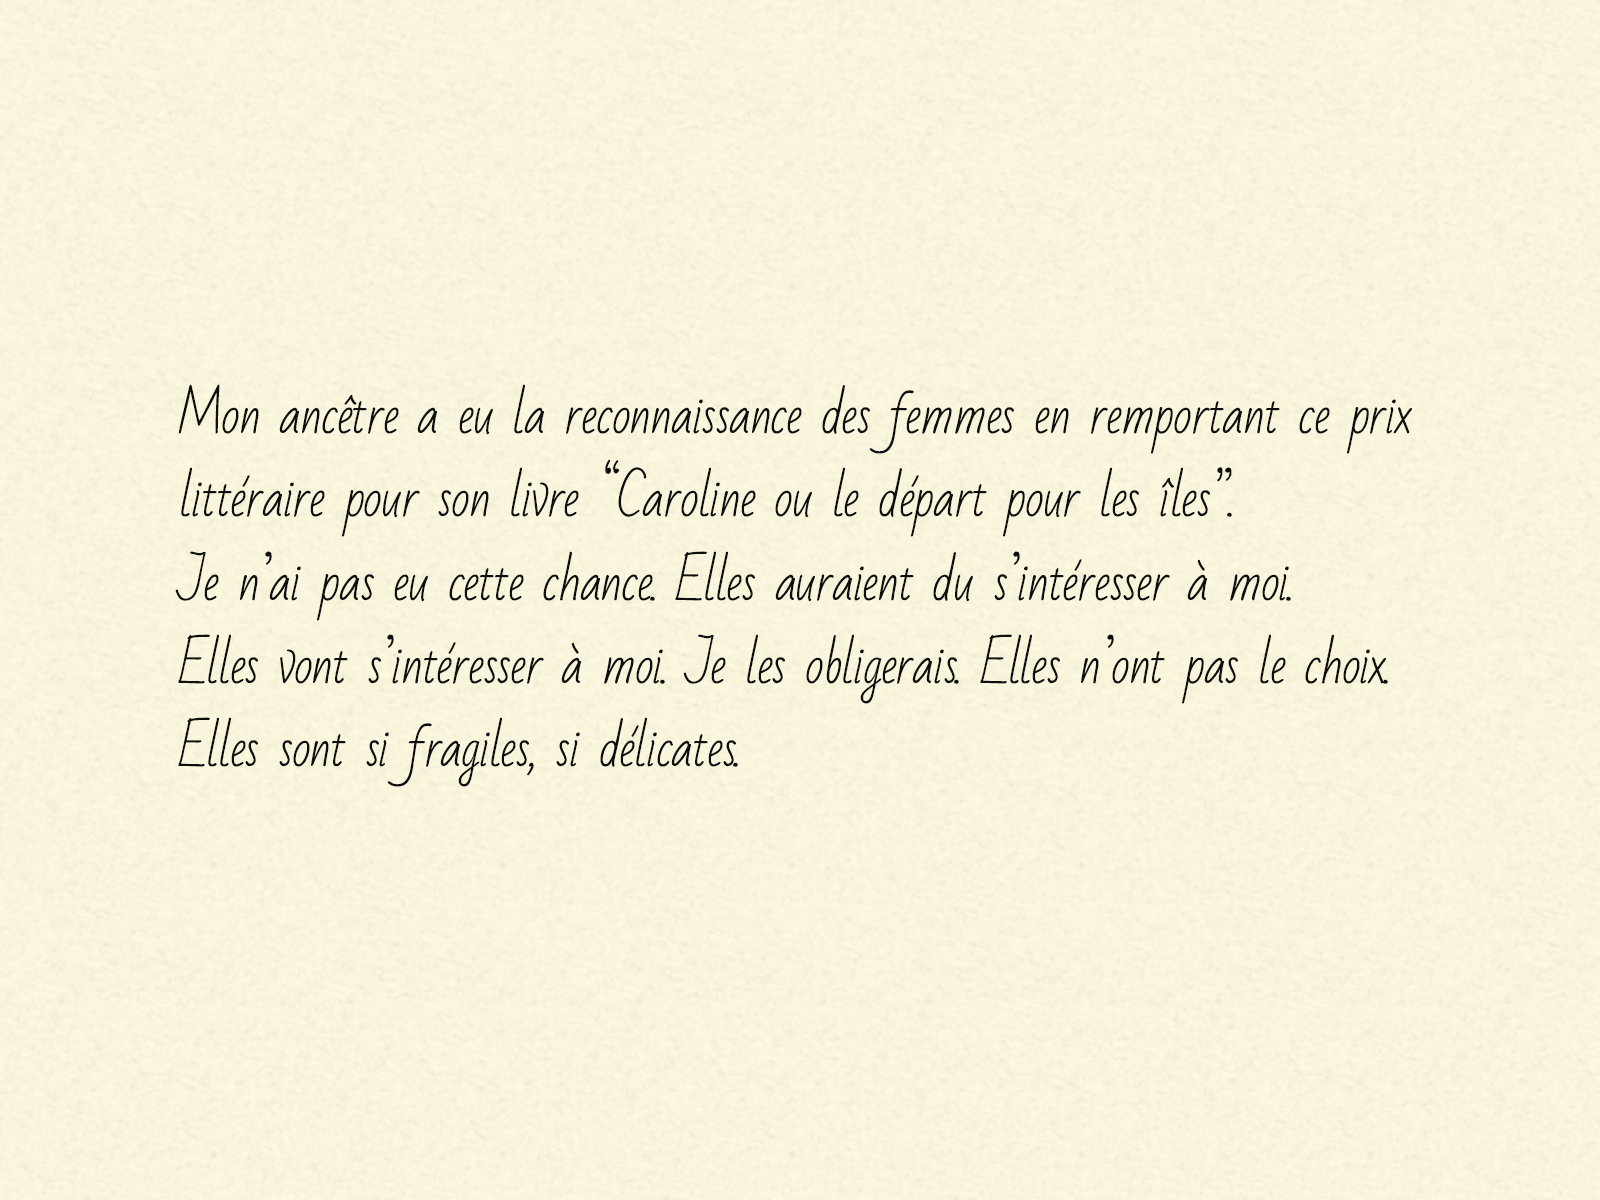 Mon ancêtre a eu la reconnaissance des femmes en remportant ce prix
littéraire pour son livre “Caroline ou le départ pour les îles”.
Je n’ai pas eu cette chance. Elles auraient du s’intéresser à moi.
Elles vont s’intéresser à moi. Je les obligerais. Elles n’ont pas le choix.
Elles sont si fragiles, si délicates.